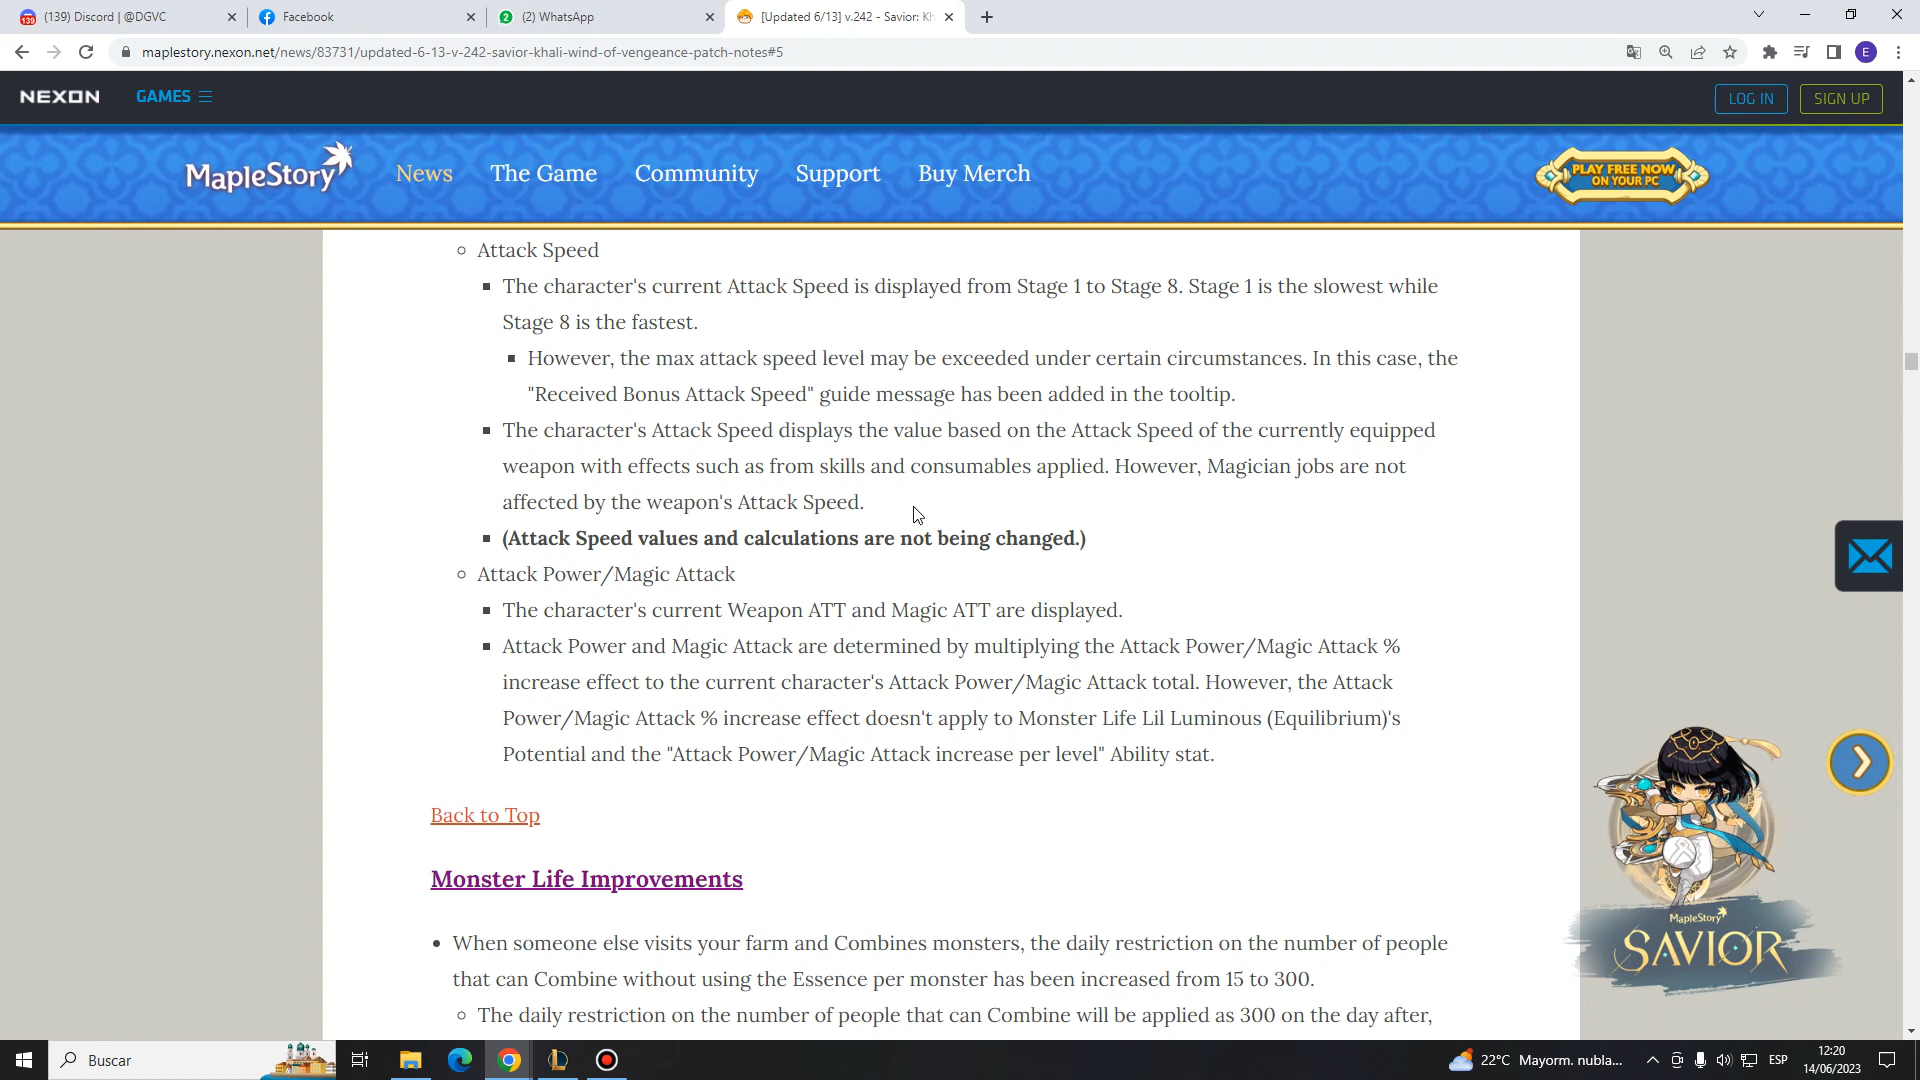 (139) Discord | @DGVC
Facebook
(2) WhatsApp
[Updated 6/13] v.242 - Savior: Kh
maplestory.nexon.net/news/83731/updated-6-13-v-242-savior-khali-wind-of-vengeance-patch-notes#5
E
NEXON
GAMES
LOG IN
SIGN UP
MapleStory
News
The Game
Community
Support
Buy Merch
PLAY FREE NOW
ON YOUR PC
Attack Speed
The character's current Attack Speed is displayed from Stage 1 to Stage 8. Stage 1 is the slowest while
Stage 8 is the fastest.
However, the max attack speed level may be exceeded under certain circumstances. In this case, the
"Received Bonus Attack Speed" guide message has been added in the tooltip.
The character's Attack Speed displays the value based on the Attack Speed of the currently equipped
weapon with effects such as from skills and consumables applied. However, Magician jobs are not
affected by the weapon's Attack Speed.
(Attack Speed values and calculations are not being changed.)
Attack Power/Magic Attack
The character's current Weapon ATT and Magic ATT are displayed.
Attack Power and Magic Attack are determined by multiplying the Attack Power/Magic Attack %
increase effect to the current character's Attack Power/Magic Attack total. However, the Attack
Power/Magic Attack % increase effect doesn't apply to Monster Life Lil Luminous (Equilibrium)'s
Potential and the "Attack Power/Magic Attack increase per level" Ability stat.
Back to Top
Monster Life Improvements
When someone else visits your farm and Combines monsters, the daily restriction on the number of people
that can Combine without using the Essence per monster has been increased from 15 to 300.
The daily restriction on the number of people that can Combine will be applied as 300 on the day after,
MapleStory
SAVIOR
Buscar
22°C Mayorm. nubla...
ESP
12:20
14/06/2023